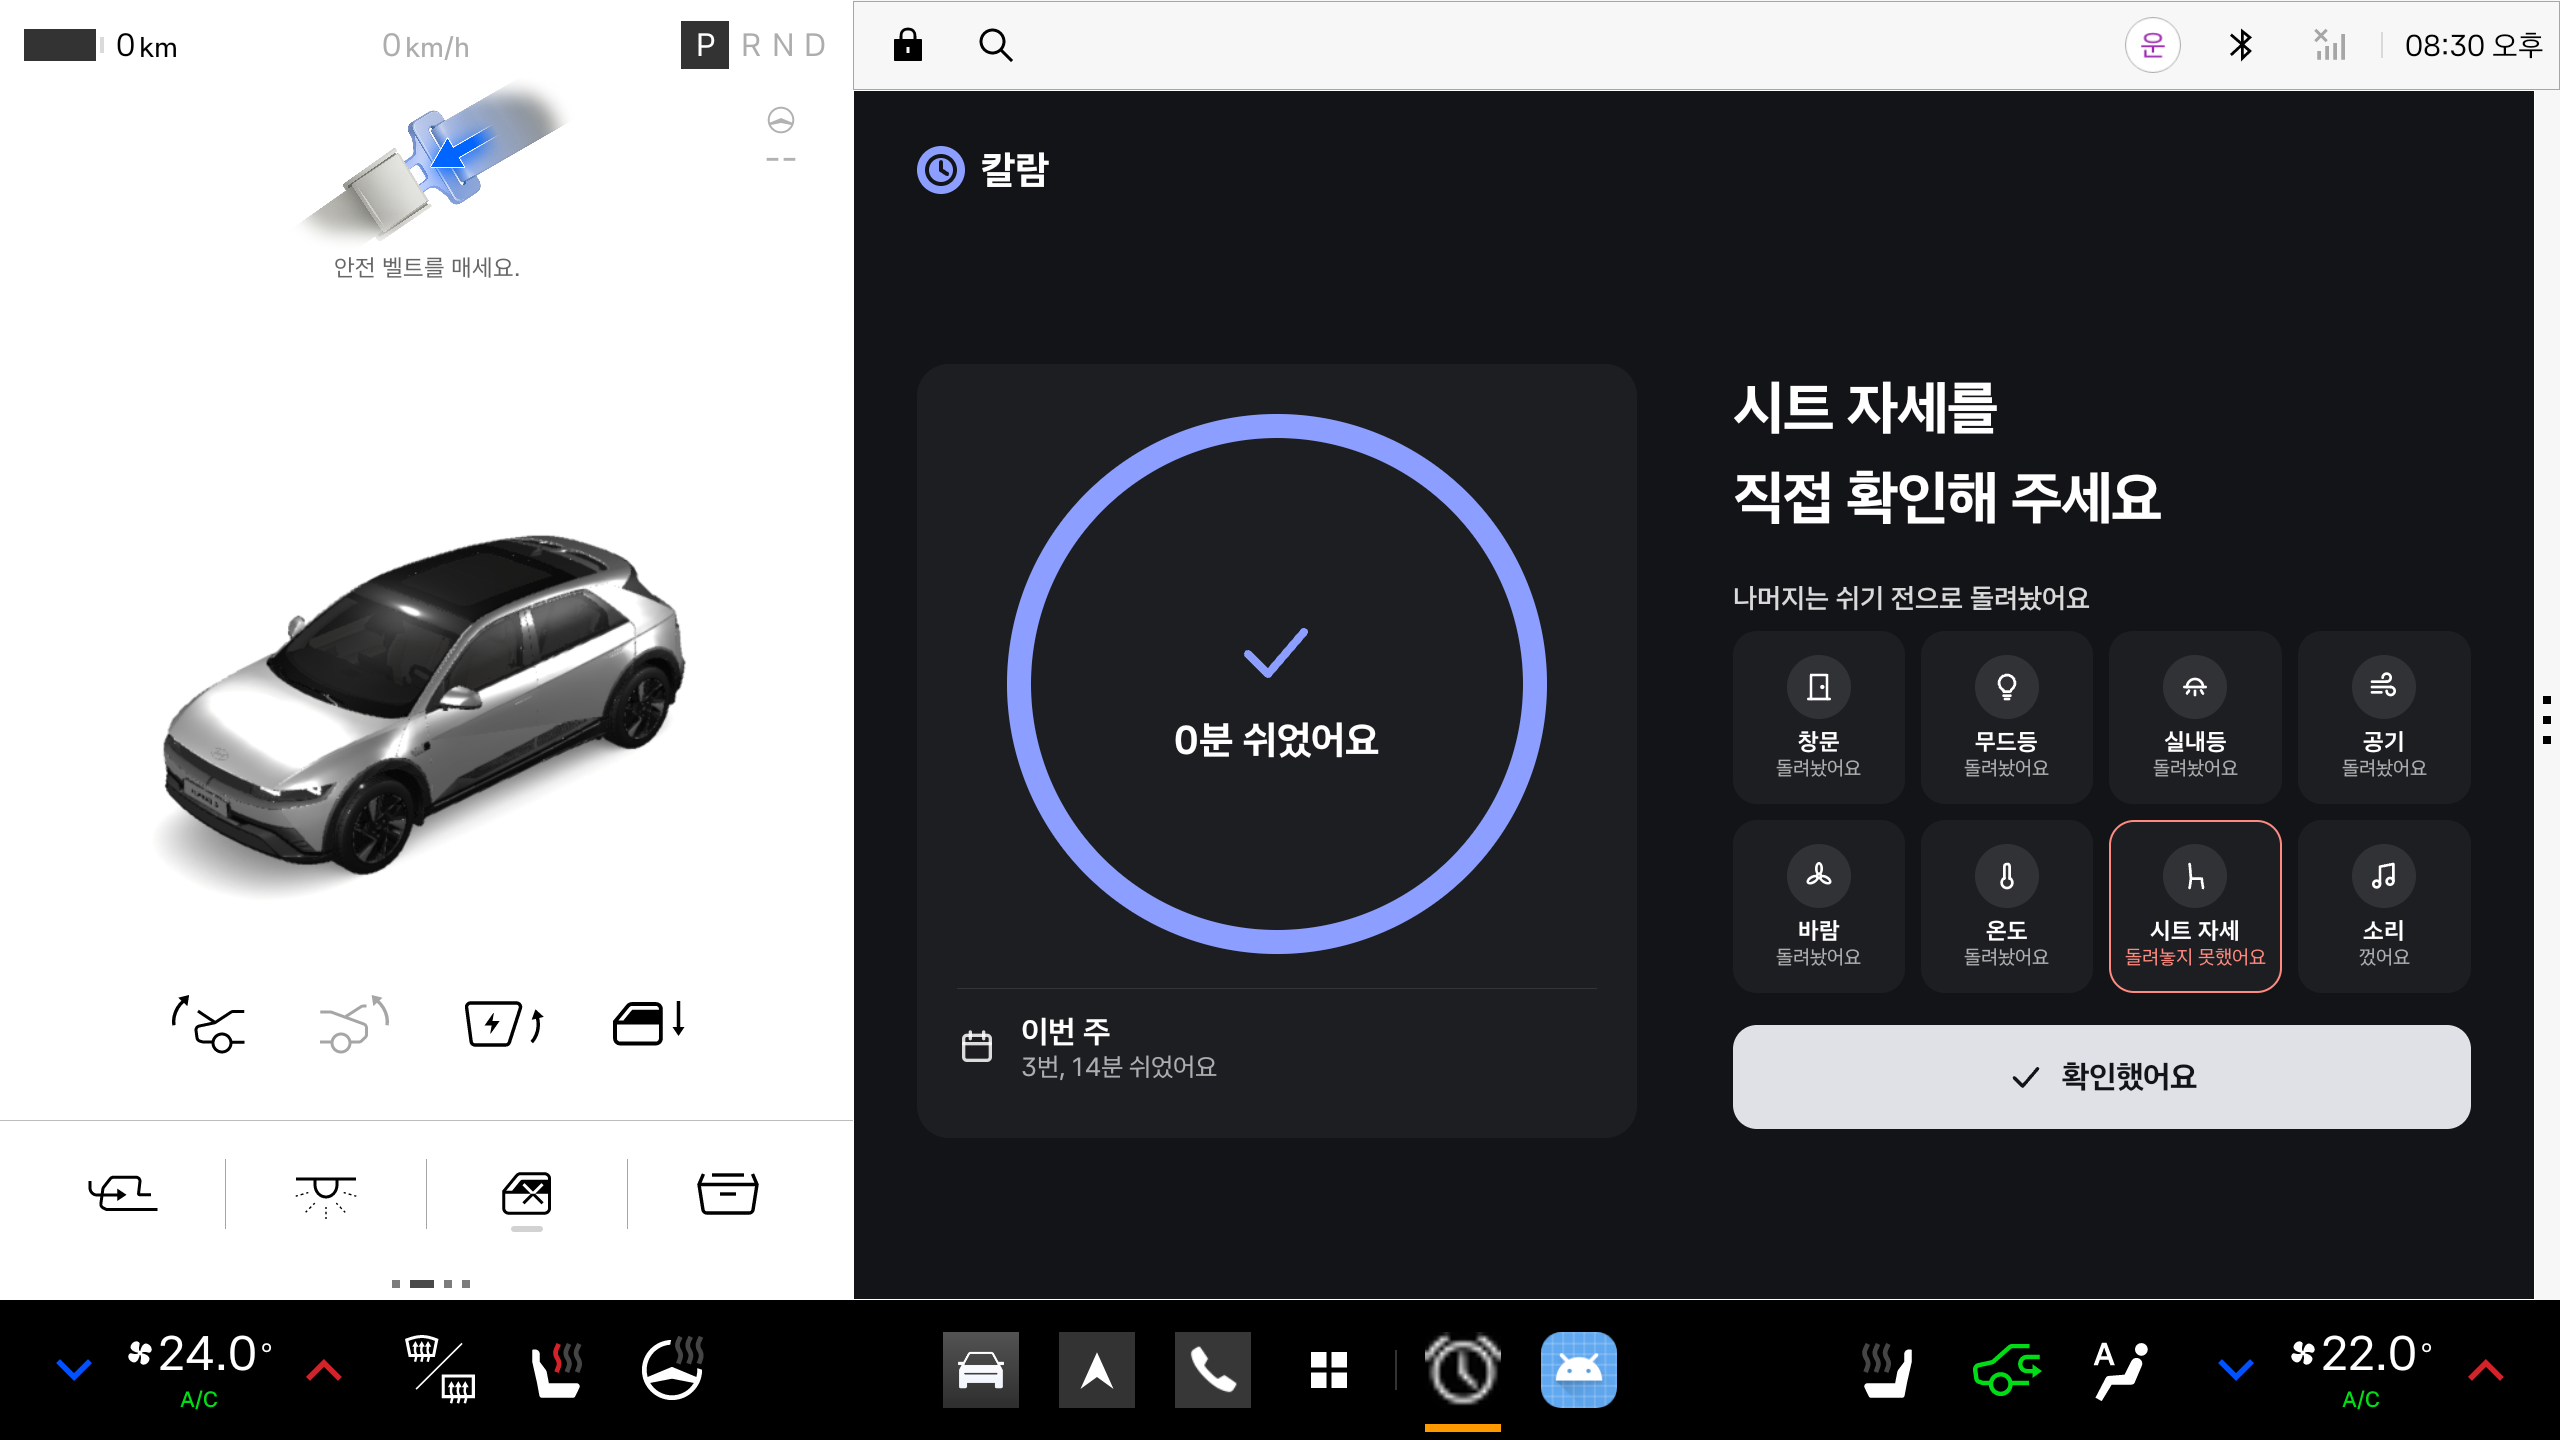 0 km
0 km/h
P R N D
운
08:30 오후
안전 벨트를 매세요.
칼람
0분 쉬었어요
이번 주
3번, 14분 쉬었어요
시트 자세를
직접 확인해 주세요
나머지는 쉬기 전으로 돌려놨어요
창문
돌려놨어요
무드등
돌려놨어요
실내등
돌려놨어요
공기
돌려놨어요
바람
돌려놨어요
온도
돌려놨어요
시트 자세
돌려놓지 못했어요
소리
껐어요
확인했어요
24.0°
A/C
A
22.0°
A/C